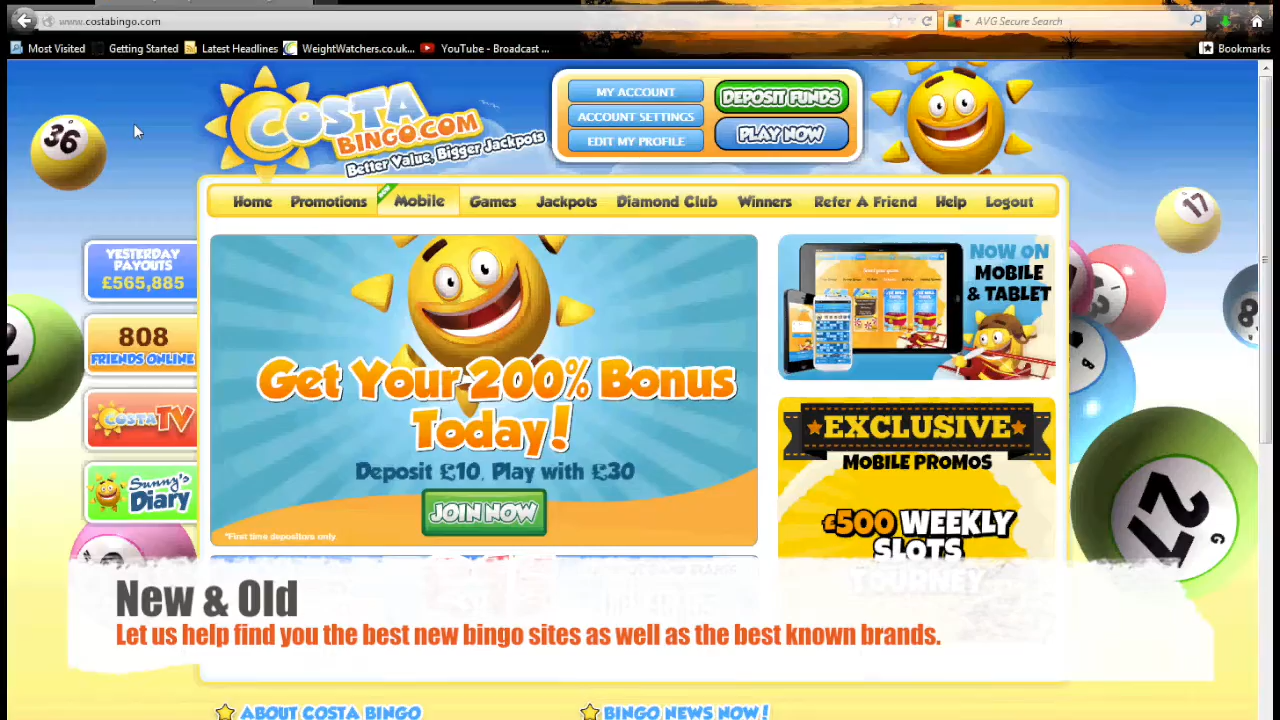 www.costabingo.com
AVG Secure Search
Most Visited
Getting Started
Latest Headlines
WeightWatchers.co.uk...
YouTube - Broadcast ...
Bookmarks
36
COSTA
BINGO.COM
Better Value, Bigger Jackpots
MY ACCOUNT
ACCOUNT SETTINGS
EDIT MY PROFILE
DEPOSIT FUNDS
PLAY NOW
Home
Promotions
Mobile
Games
Jackpots
Diamond Club
Winners
Refer A Friend
Help
Logout
17
YESTERDAY
PAYOUTS
£565,885
808
FRIENDS ONLINE
COSTA TV
Sunny's
Diary
Get Your 200% Bonus
Today!
Deposit £10, Play with £30
JOIN NOW
*First time depositors only.
NOW ON
MOBILE
& TABLET
EXCLUSIVE
MOBILE PROMOS
£500 WEEKLY
SLOTS
TOURNEY
27
G
New & Old
Let us help find you the best new bingo sites as well as the best known brands.
ABOUT COSTA BINGO
BINGO NEWS NOW!